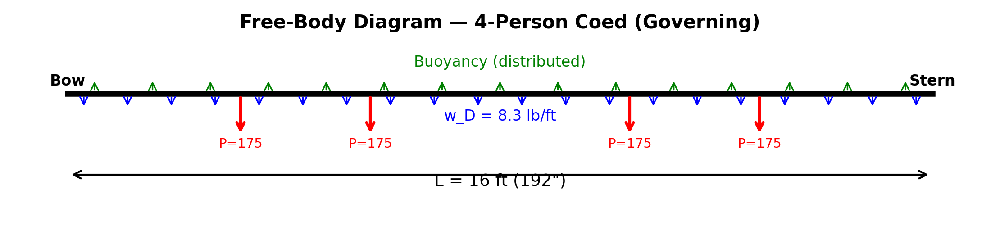 Free-Body Diagram — 4-Person Coed (Governing)
Buoyancy (distributed)
Bow
Stern
w_D = 8.3 lb/ft
P=175
P=175
P=175
P=175
L = 16 ft (192")